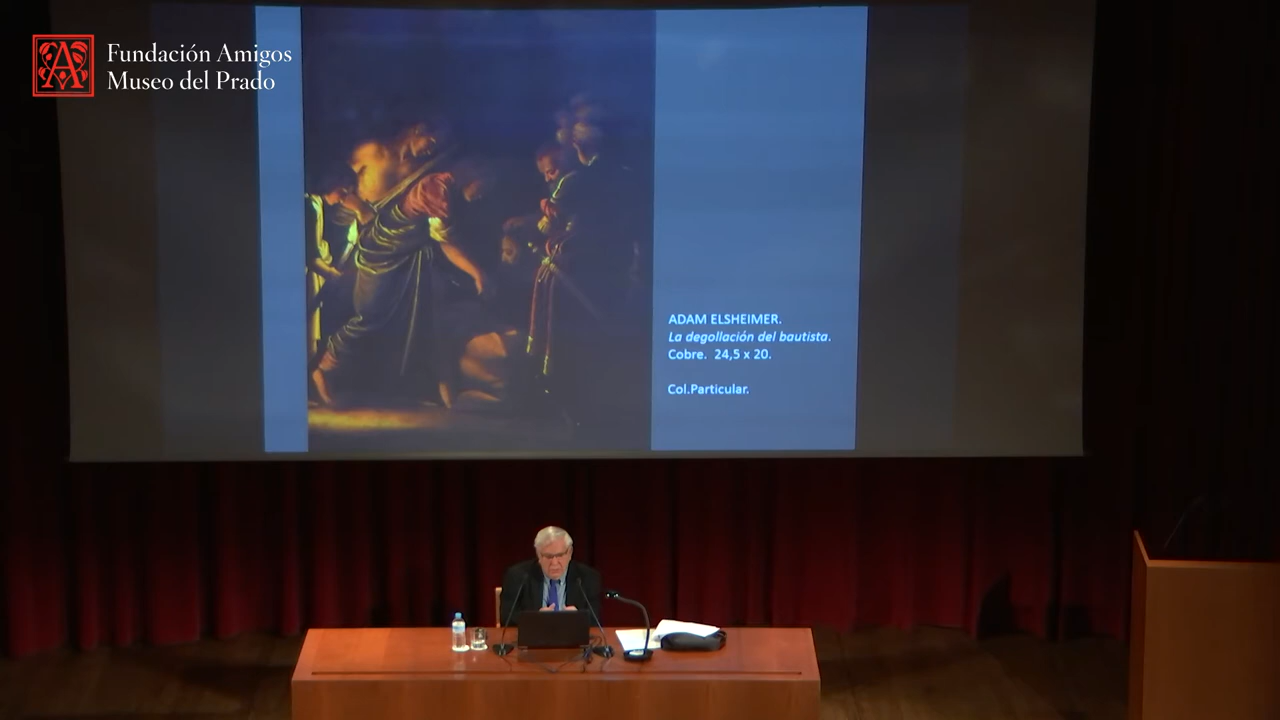 Fundación Amigos
Museo del Prado
ADAM ELSHEIMER.
La degollación del bautista.
Cobre. 24,5 x 20.
Col.Particular.